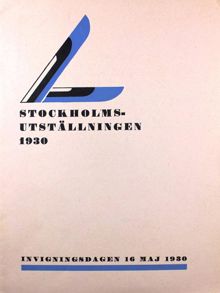 STOCKHOLMS-
UTSTÄLLNINGEN
1930
INVIGNINGSDAGEN 16 MAJ 1930